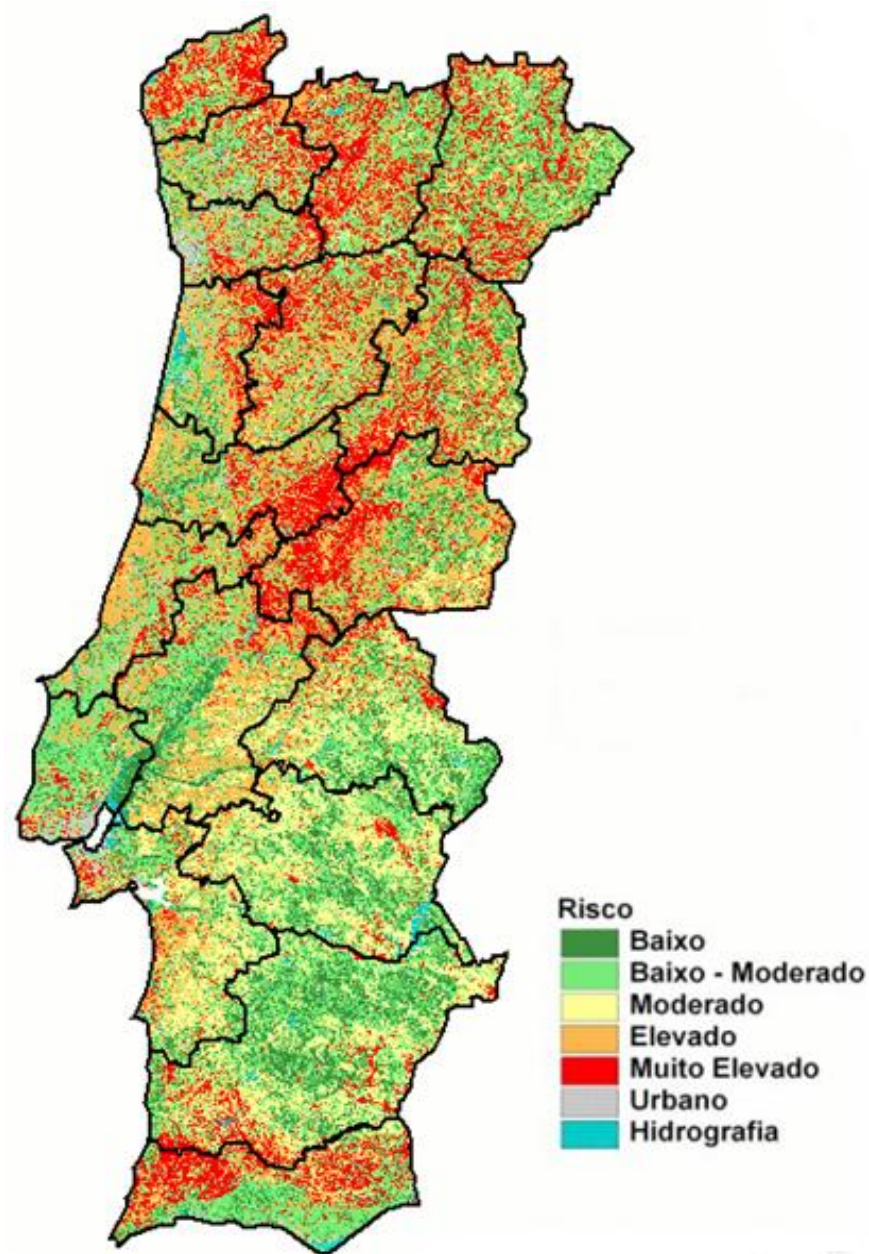 Risco
Baixo
Baixo - Moderado
Moderado
Elevado
Muito Elevado
Urbano
Hidrografia